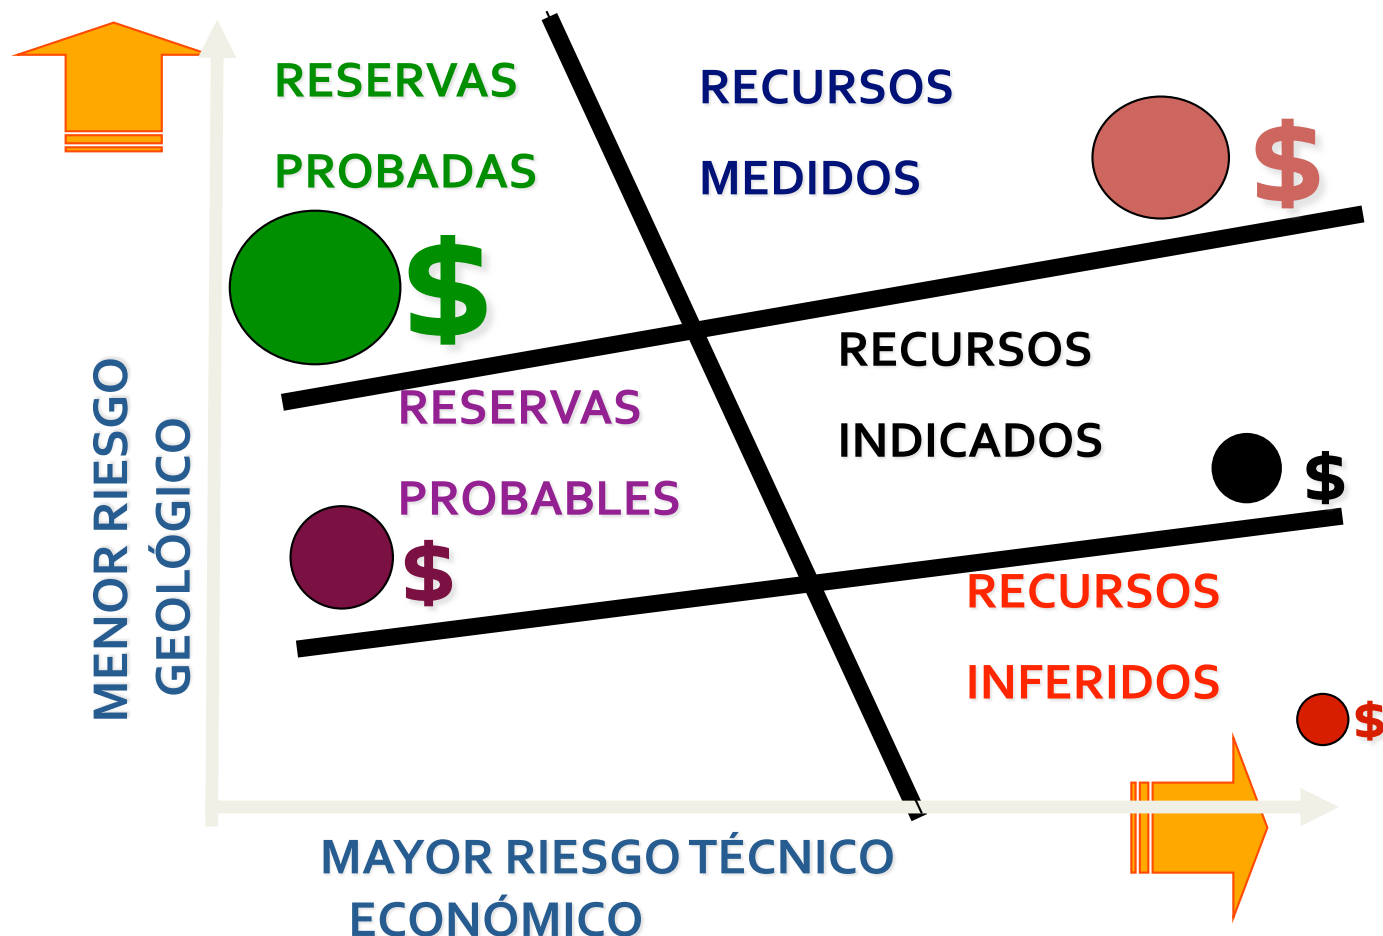 RESERVAS
PROBADAS
$
RECURSOS
MEDIDOS
$
RESERVAS
PROBABLES
$
RECURSOS
INDICADOS
$
RECURSOS
INFERIDOS
$
MENOR RIESGO
GEOLÓGICO
MAYOR RIESGO TÉCNICO
ECONÓMICO